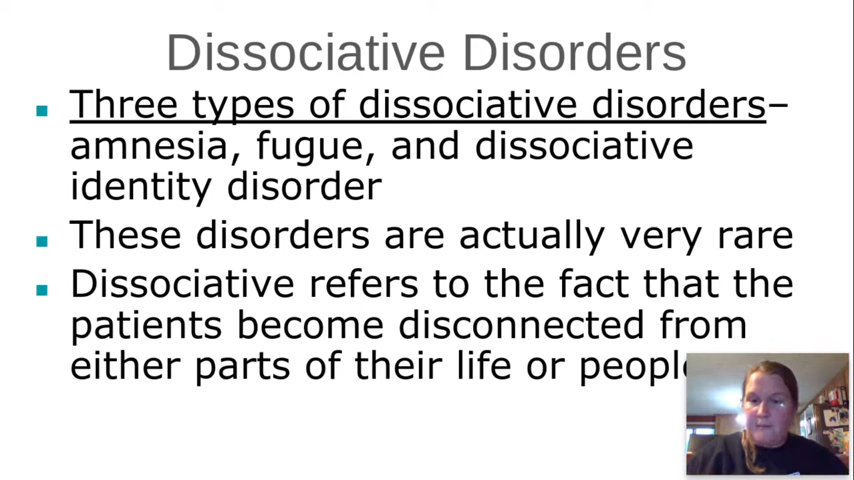 Dissociative Disorders
Three types of dissociative disorders–
amnesia, fugue, and dissociative
identity disorder
These disorders are actually very rare
Dissociative refers to the fact that the
patients become disconnected from
either parts of their life or people